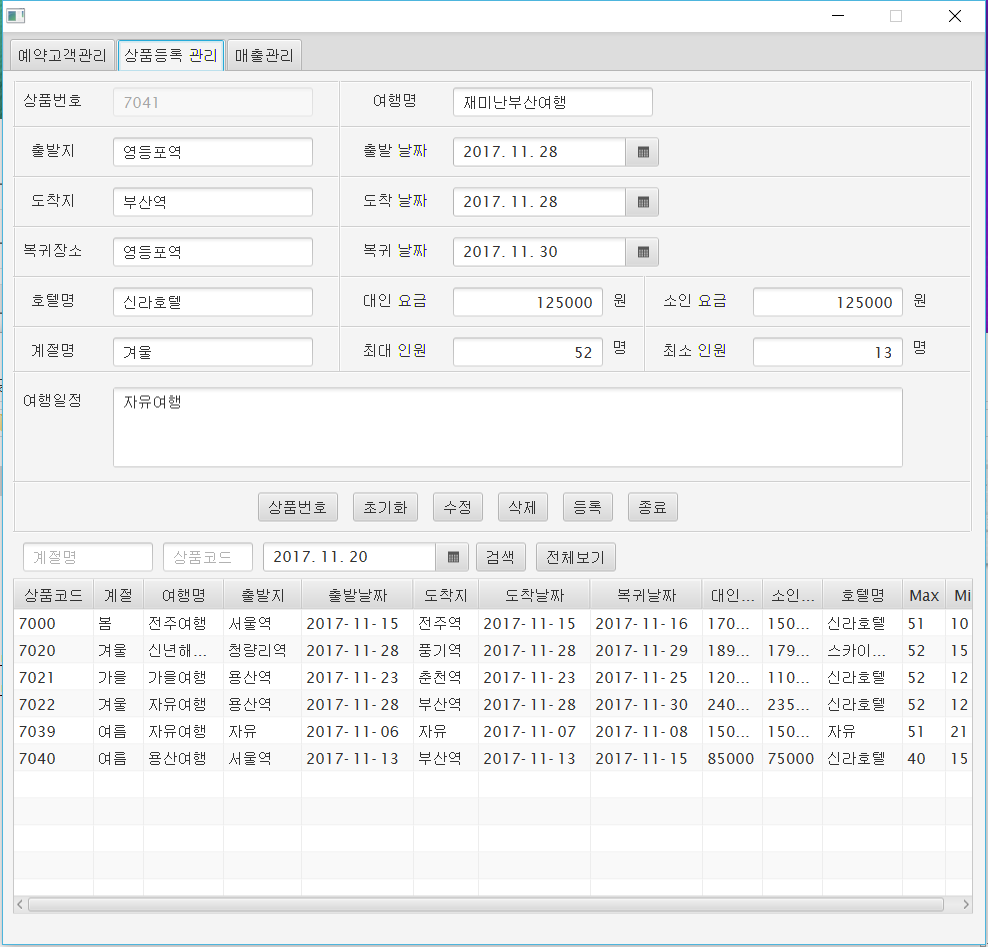 예약고객관리 상품등록 관리 매출관리
상품번호 7041 여행명 재미난부산여행
출발지 영등포역 출발 날짜 2017. 11. 28
도착지 부산역 도착 날짜 2017. 11. 28
복귀장소 영등포역 복귀 날짜 2017. 11. 30
호텔명 신라호텔 대인 요금 125000 원 소인 요금 125000 원
계절명 겨울 최대 인원 52 명 최소 인원 13 명
여행일정 자유여행
상품번호 초기화 수정 삭제 등록 종료
계절명 상품코드 2017. 11. 20 검색 전체보기
상품코드 계절 여행명 출발지 출발날짜 도착지 도착날짜 복귀날짜 대인... 소인... 호텔명 Max Mi
7000 봄 전주여행 서울역 2017-11-15 전주역 2017-11-15 2017-11-16 170... 150... 신라호텔 51 10
7020 겨울 신년해... 청량리역 2017-11-28 풍기역 2017-11-28 2017-11-29 189... 179... 스카이... 52 15
7021 가을 가을여행 용산역 2017-11-23 춘천역 2017-11-23 2017-11-25 120... 110... 신라호텔 52 12
7022 겨울 자유여행 용산역 2017-11-28 부산역 2017-11-28 2017-11-30 240... 235... 신라호텔 52 12
7039 여름 자유여행 자유 2017-11-06 자유 2017-11-07 2017-11-08 150... 150... 자유 51 21
7040 여름 용산여행 서울역 2017-11-13 부산역 2017-11-13 2017-11-15 85000 75000 신라호텔 40 15